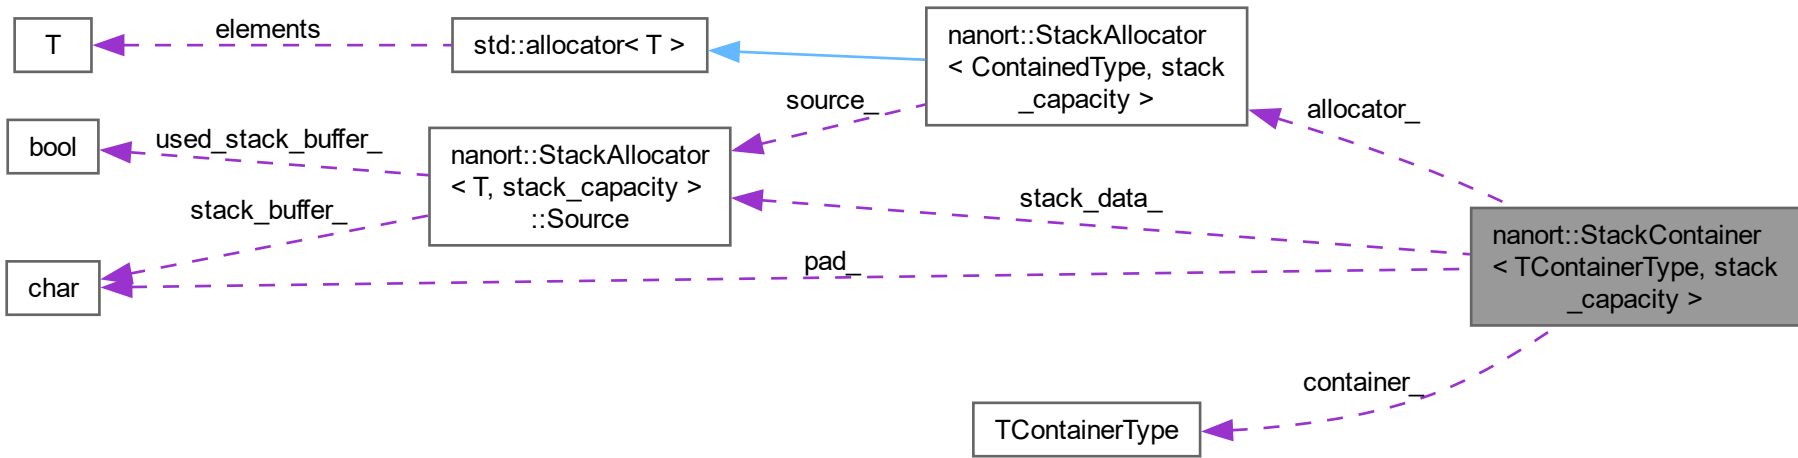 T
elements
std::allocator< T >
nanort::StackAllocator
< ContainedType, stack
_capacity >
source_
allocator_
bool
used_stack_buffer_
nanort::StackAllocator
< T, stack_capacity >
::Source
stack_buffer_
stack_data_
char
pad_
nanort::StackContainer
< TContainerType, stack
_capacity >
container_
TContainerType